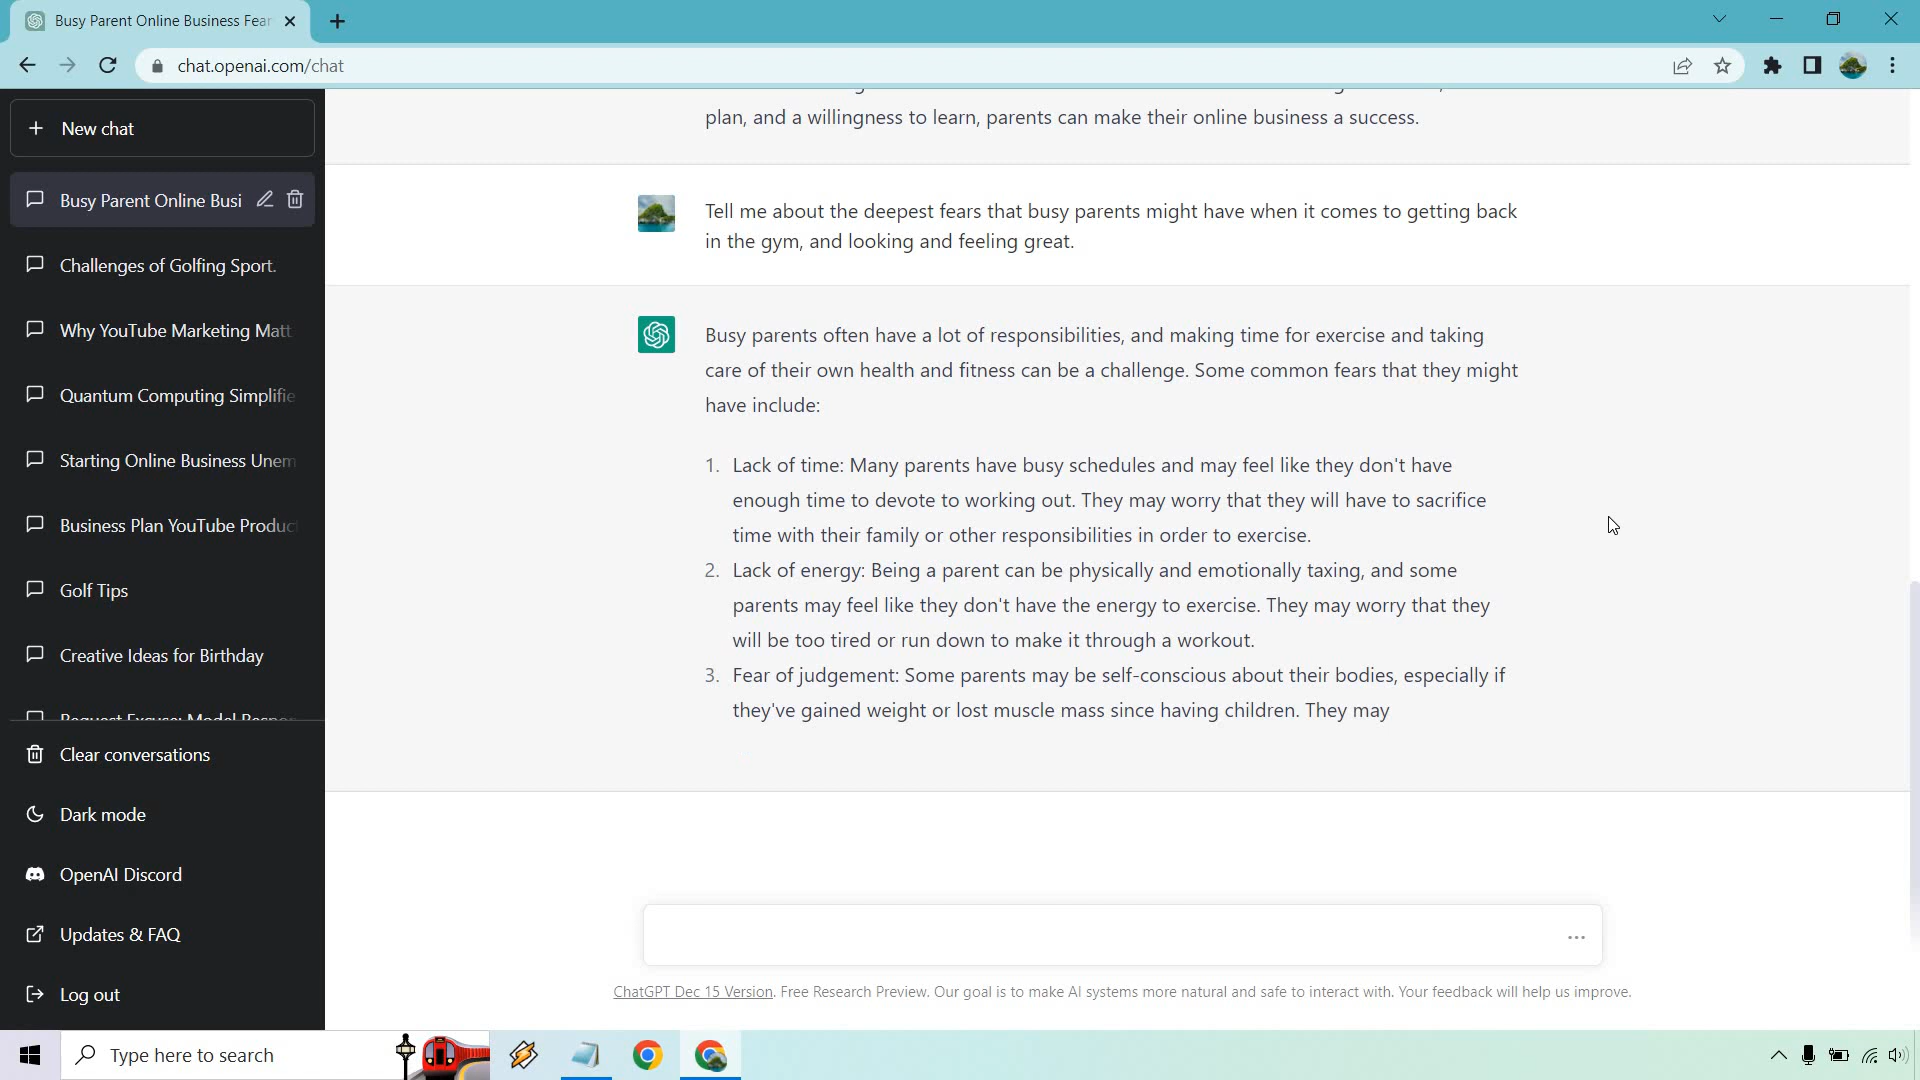 Busy Parent Online Business Fear
chat.openai.com/chat
New chat
Busy Parent Online Busi
Challenges of Golfing Sport.
Why YouTube Marketing Matt
Quantum Computing Simplifie
Starting Online Business Unem
Business Plan YouTube Produc
Golf Tips
Creative Ideas for Birthday
Request Excuse: Model Respon
Clear conversations
Dark mode
OpenAI Discord
Updates & FAQ
Log out
plan, and a willingness to learn, parents can make their online business a success.
Tell me about the deepest fears that busy parents might have when it comes to getting back
in the gym, and looking and feeling great.
Busy parents often have a lot of responsibilities, and making time for exercise and taking
care of their own health and fitness can be a challenge. Some common fears that they might
have include:
1. Lack of time: Many parents have busy schedules and may feel like they don't have
enough time to devote to working out. They may worry that they will have to sacrifice
time with their family or other responsibilities in order to exercise.
2. Lack of energy: Being a parent can be physically and emotionally taxing, and some
parents may feel like they don't have the energy to exercise. They may worry that they
will be too tired or run down to make it through a workout.
3. Fear of judgement: Some parents may be self-conscious about their bodies, especially if
they've gained weight or lost muscle mass since having children. They may
ChatGPT Dec 15 Version. Free Research Preview. Our goal is to make AI systems more natural and safe to interact with. Your feedback will help us improve.
Type here to search